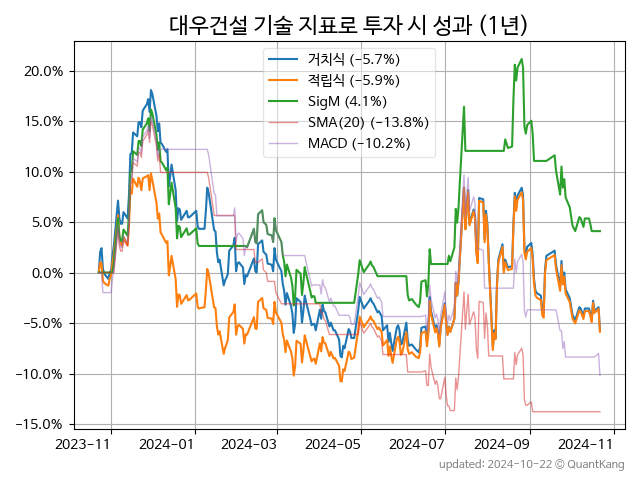 대우건설 기술 지표로 투자 시 성과 (1년)
거치식 (−5.7%)
적립식 (−5.9%)
SigM (4.1%)
SMA(20) (−13.8%)
MACD (−10.2%)
20.0%
15.0%
10.0%
5.0%
0.0%
−5.0%
−10.0%
−15.0%
2023-11 2024-01 2024-03 2024-05 2024-07 2024-09 2024-11
updated: 2024-10-22 © QuantKang